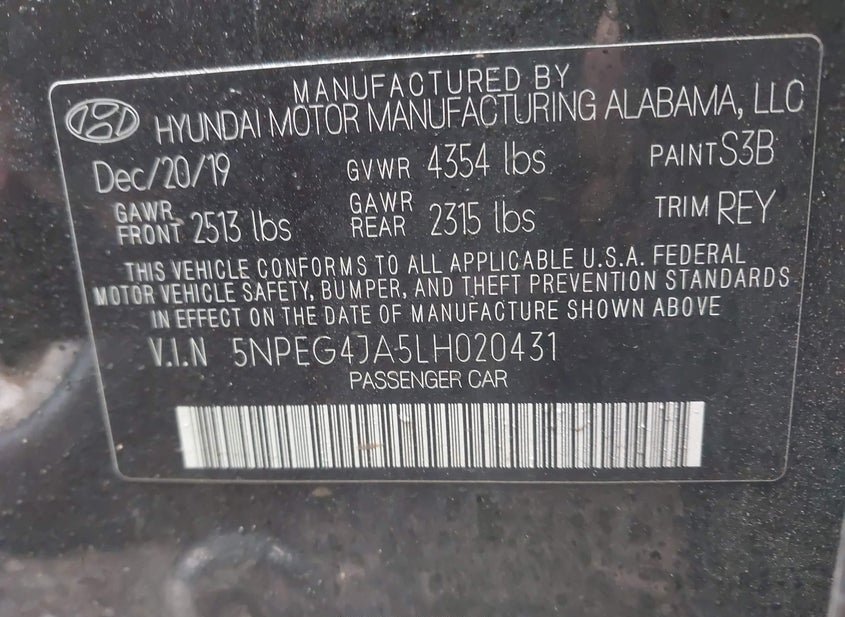 MANUFACTURED BY
HYUNDAI MOTOR MANUFACTURING ALABAMA, LLC
Dec/20/19 GVWR 4354 lbs PAINT S3B
GAWR FRONT 2513 lbs GAWR REAR 2315 lbs TRIM REY
THIS VEHICLE CONFORMS TO ALL APPLICABLE U.S.A. FEDERAL
MOTOR VEHICLE SAFETY, BUMPER, AND THEFT PREVENTION STANDARDS
IN EFFECT ON THE DATE OF MANUFACTURE SHOWN ABOVE
V.I.N 5NPEG4JA5LH020431
PASSENGER CAR